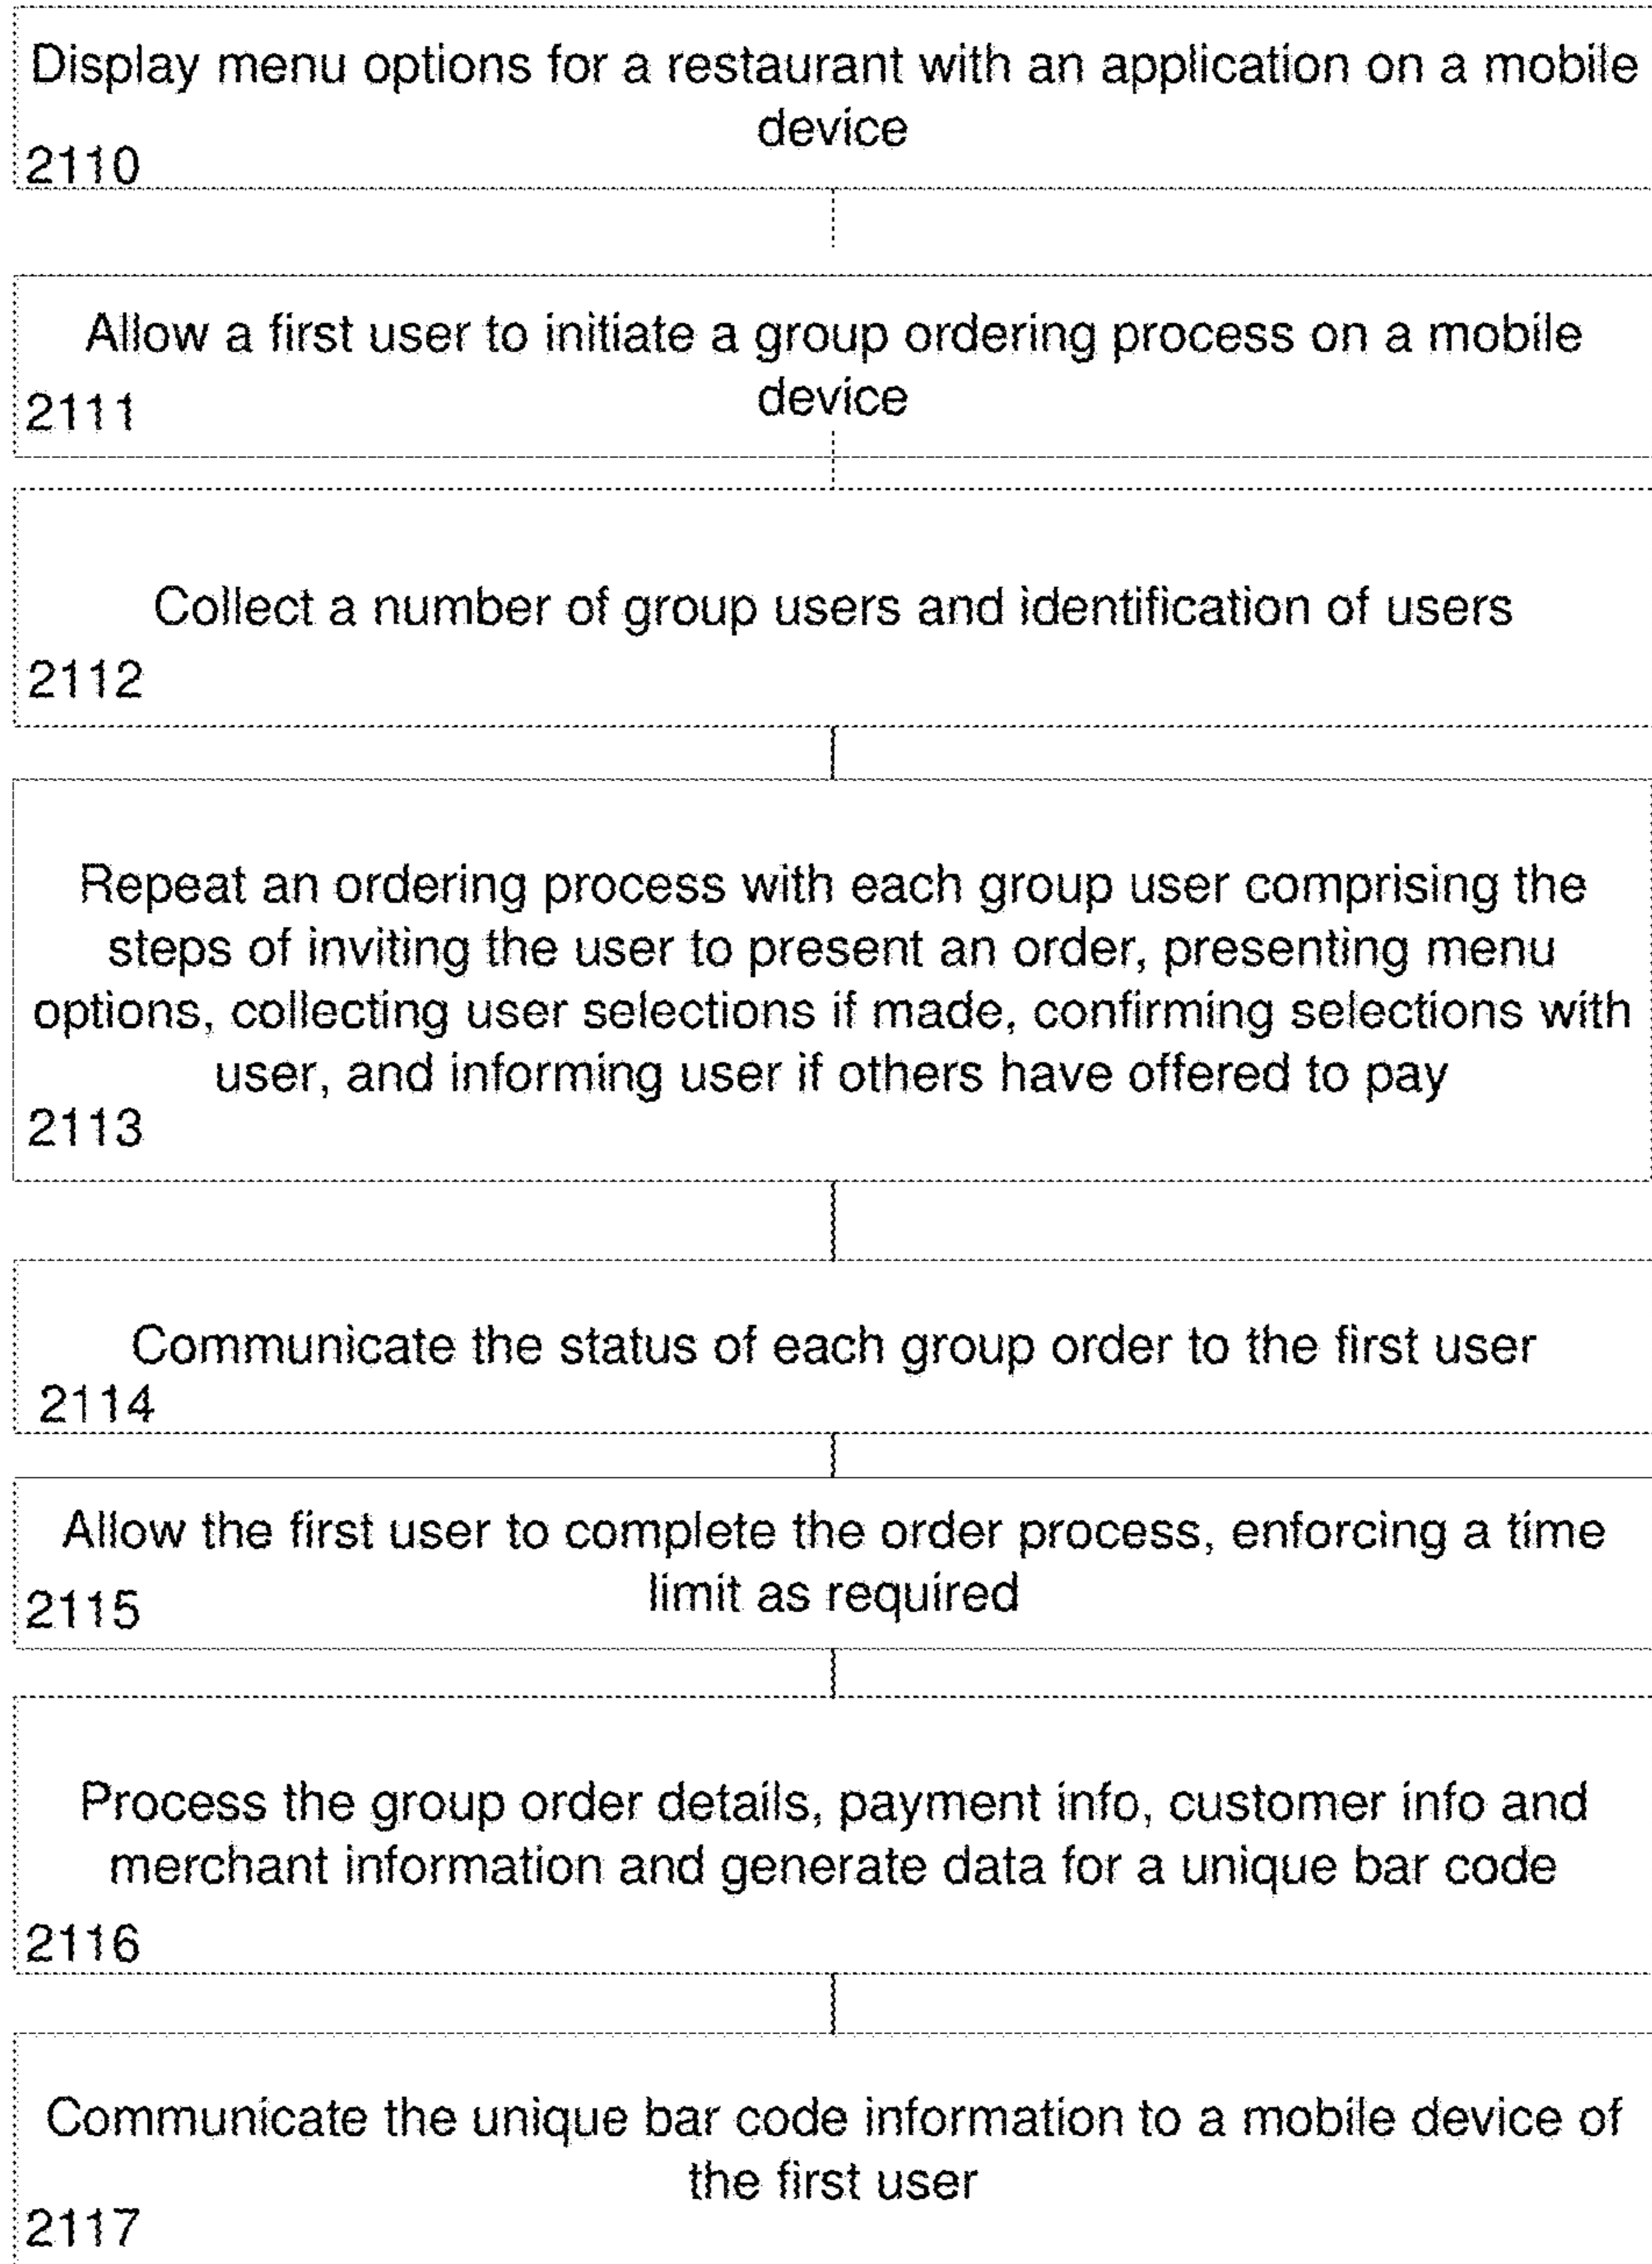 Display menu options for a restaurant with an application on a mobile
device
2110
Allow a first user to initiate a group ordering process on a mobile
device
2111
Collect a number of group users and identification of users
2112
Repeat an ordering process with each group user comprising the
steps of inviting the user to present an order, presenting menu
options, collecting user selections if made, confirming selections with
user, and informing user if others have offered to pay
2113
Communicate the status of each group order to the first user
2114
Allow the first user to complete the order process, enforcing a time
limit as required
2115
Process the group order details, payment info, customer info and
merchant information and generate data for a unique bar code
2116
Communicate the unique bar code information to a mobile device of
the first user
2117